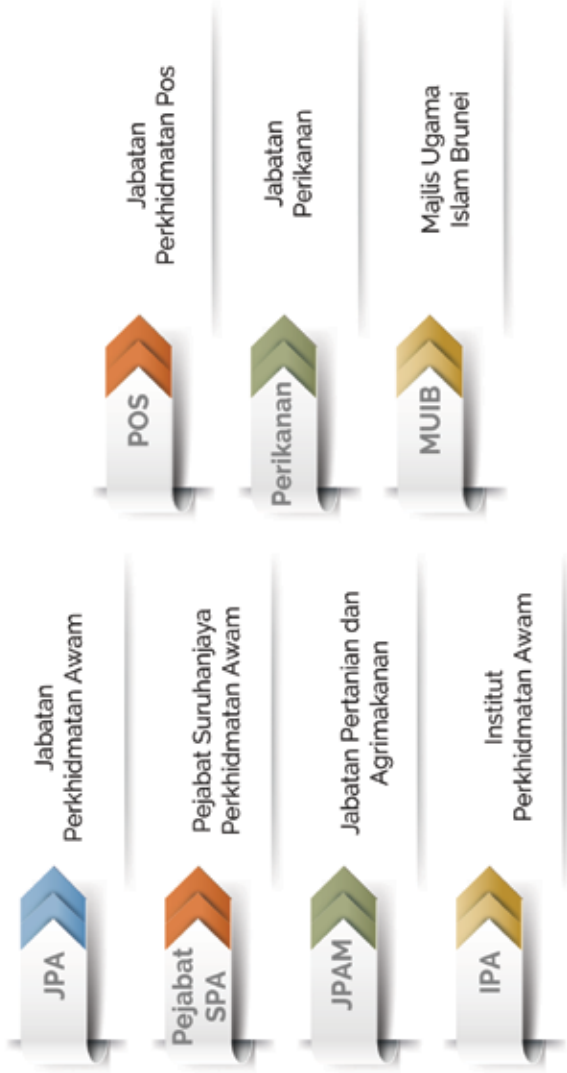 JPA
Jabatan
Perkhidmatan Awam
Pejabat
SPA
Pejabat Suruhanjaya
Perkhidmatan Awam
JPAM
Jabatan Pertanian dan
Agrimakanan
IPA
Institut
Perkhidmatan Awam
POS
Jabatan
Perkhidmatan Pos
Perikanan
Jabatan
Perikanan
MUIB
Majlis Ugama
Islam Brunei